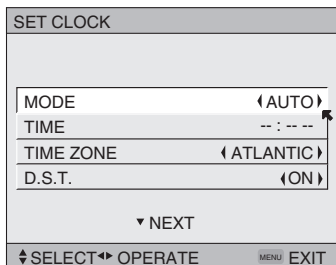 SET CLOCK
MODE AUTO
TIME -- : -- --
TIME ZONE ATLANTIC
D.S.T. ON
NEXT
SELECT OPERATE MENU EXIT